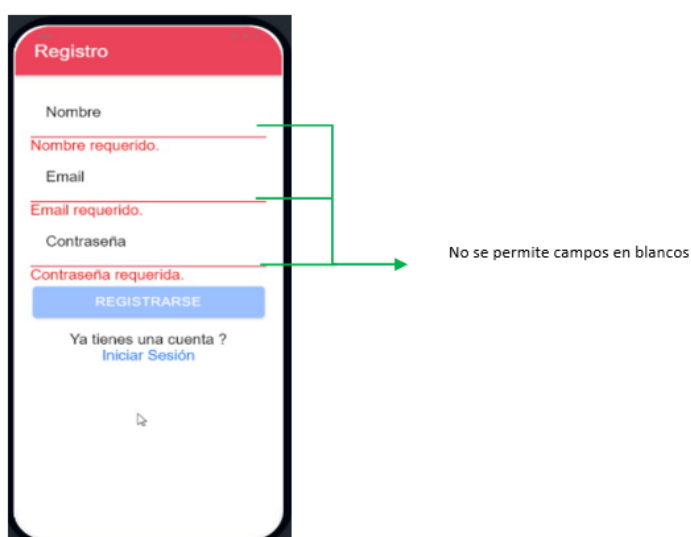 Registro
Nombre
Nombre requerido.
Email
Email requerido.
Contraseña
Contraseña requerida.
REGISTRARSE
Ya tienes una cuenta ?
Iniciar Sesión
No se permite campos en blancos